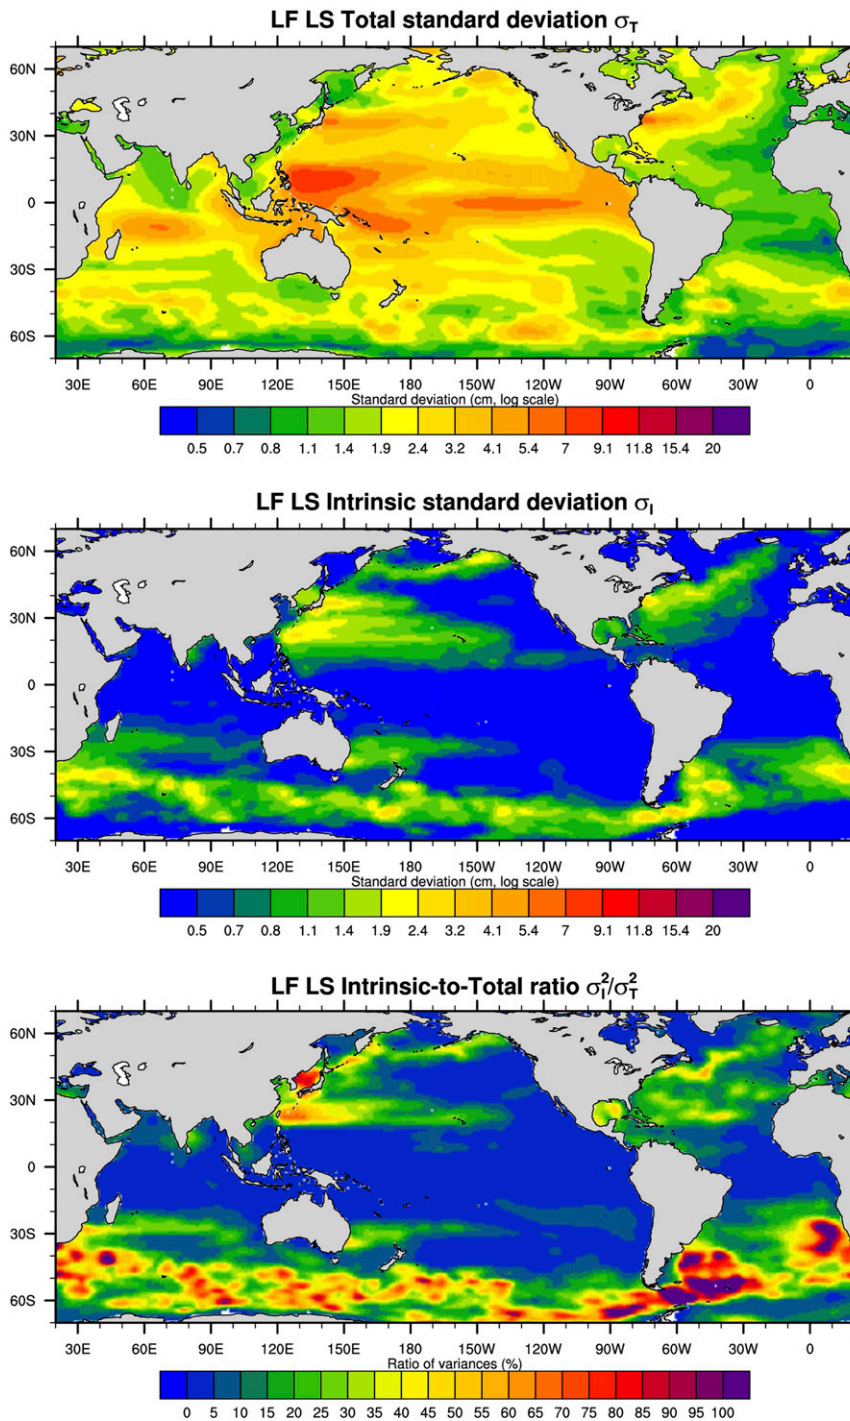 LF LS Total standard deviation σT
60N
30N
0
30S
60S
30E 60E 90E 120E 150E 180E 150W 120W 90W 60W 30W 0
Standard deviation (cm, log scale)
0.5 0.7 0.8 1.1 1.4 1.9 2.4 3.2 4.1 5.4 7 9.1 11.8 15.4 20
LF LS Intrinsic standard deviation σI
60N
30N
0
30S
60S
30E 60E 90E 120E 150E 180E 150W 120W 90W 60W 30W 0
Standard deviation (cm, log scale)
0.5 0.7 0.8 1.1 1.4 1.9 2.4 3.2 4.1 5.4 7 9.1 11.8 15.4 20
LF LS Intrinsic-to-Total ratio σI²/σT²
60N
30N
0
30S
60S
30E 60E 90E 120E 150E 180E 150W 120W 90W 60W 30W 0
Ratio of variances (%)
0 5 10 15 20 25 30 35 40 45 50 55 60 65 70 75 80 85 90 95 100